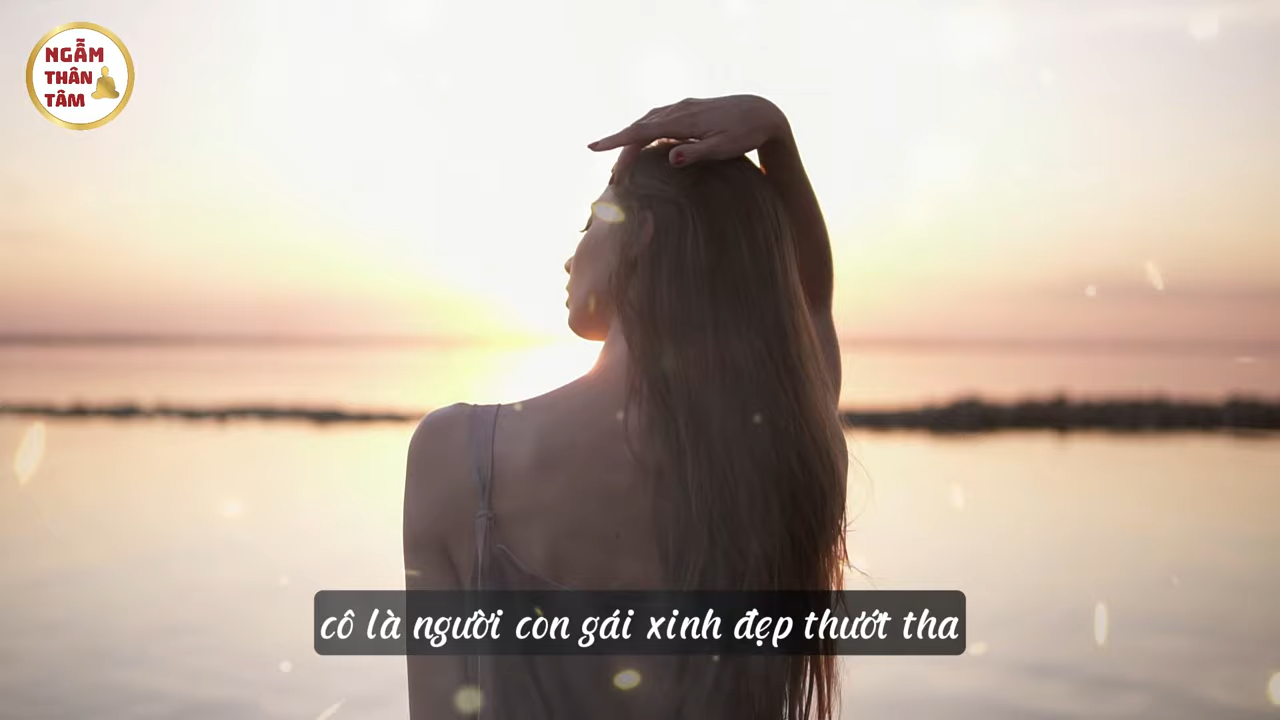 NGẪM
THÂN
TÂM
cô là người con gái xinh đẹp thướt tha